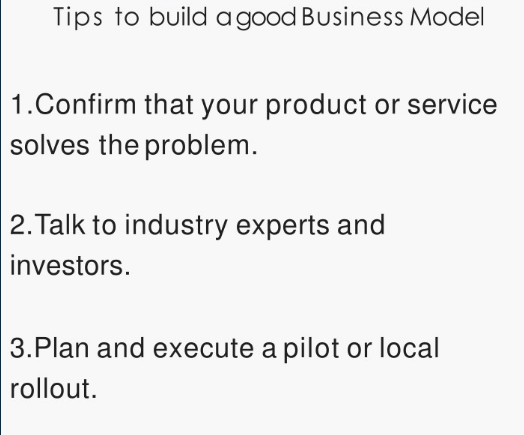 Tips to build a good Business Model
1.Confirm that your product or service
solves the problem.
2.Talk to industry experts and
investors.
3.Plan and execute a pilot or local
rollout.